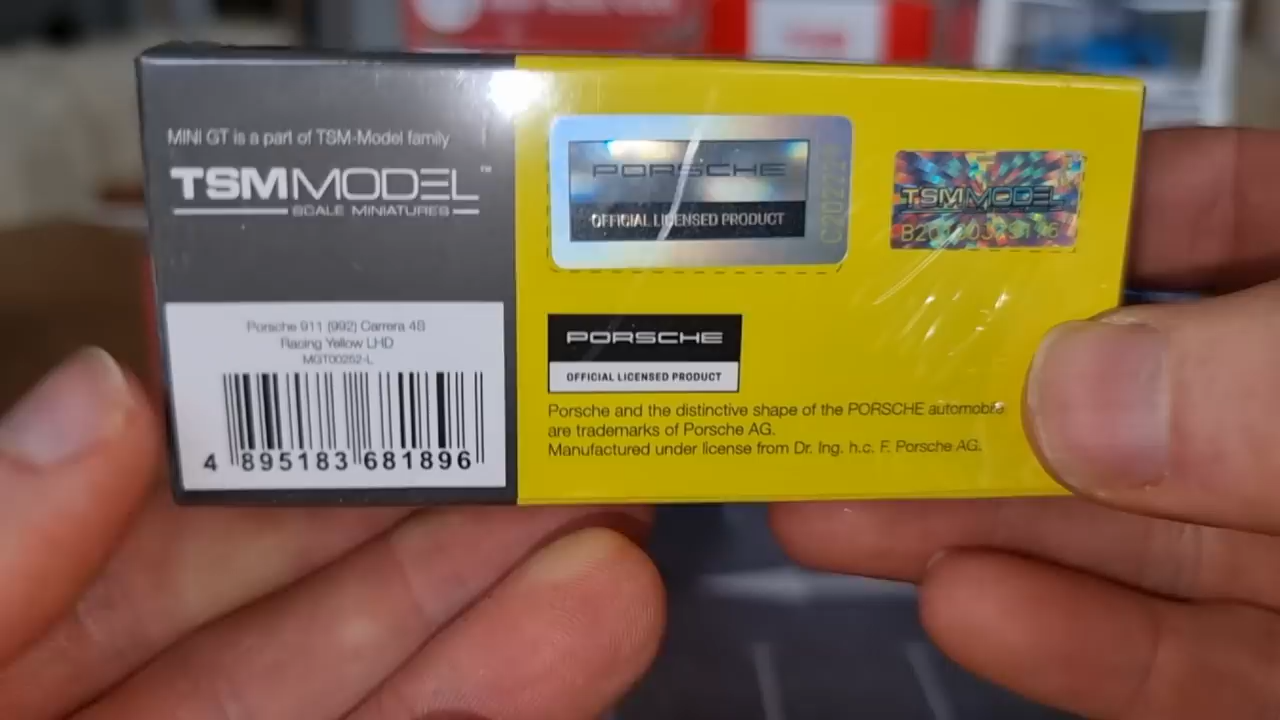 MINI GT is a part of TSM-Model family
TSMMODEL™
SCALE MINIATURES
Porsche 911 (992) Carrera 4S
Racing Yellow LHD
MGT00252-L
4 895183 681896
PORSCHE
OFFICIAL LICENSED PRODUCT
TSMMODEL
PORSCHE
OFFICIAL LICENSED PRODUCT
Porsche and the distinctive shape of the PORSCHE automobile
are trademarks of Porsche AG.
Manufactured under license from Dr. Ing. h.c. F. Porsche AG.